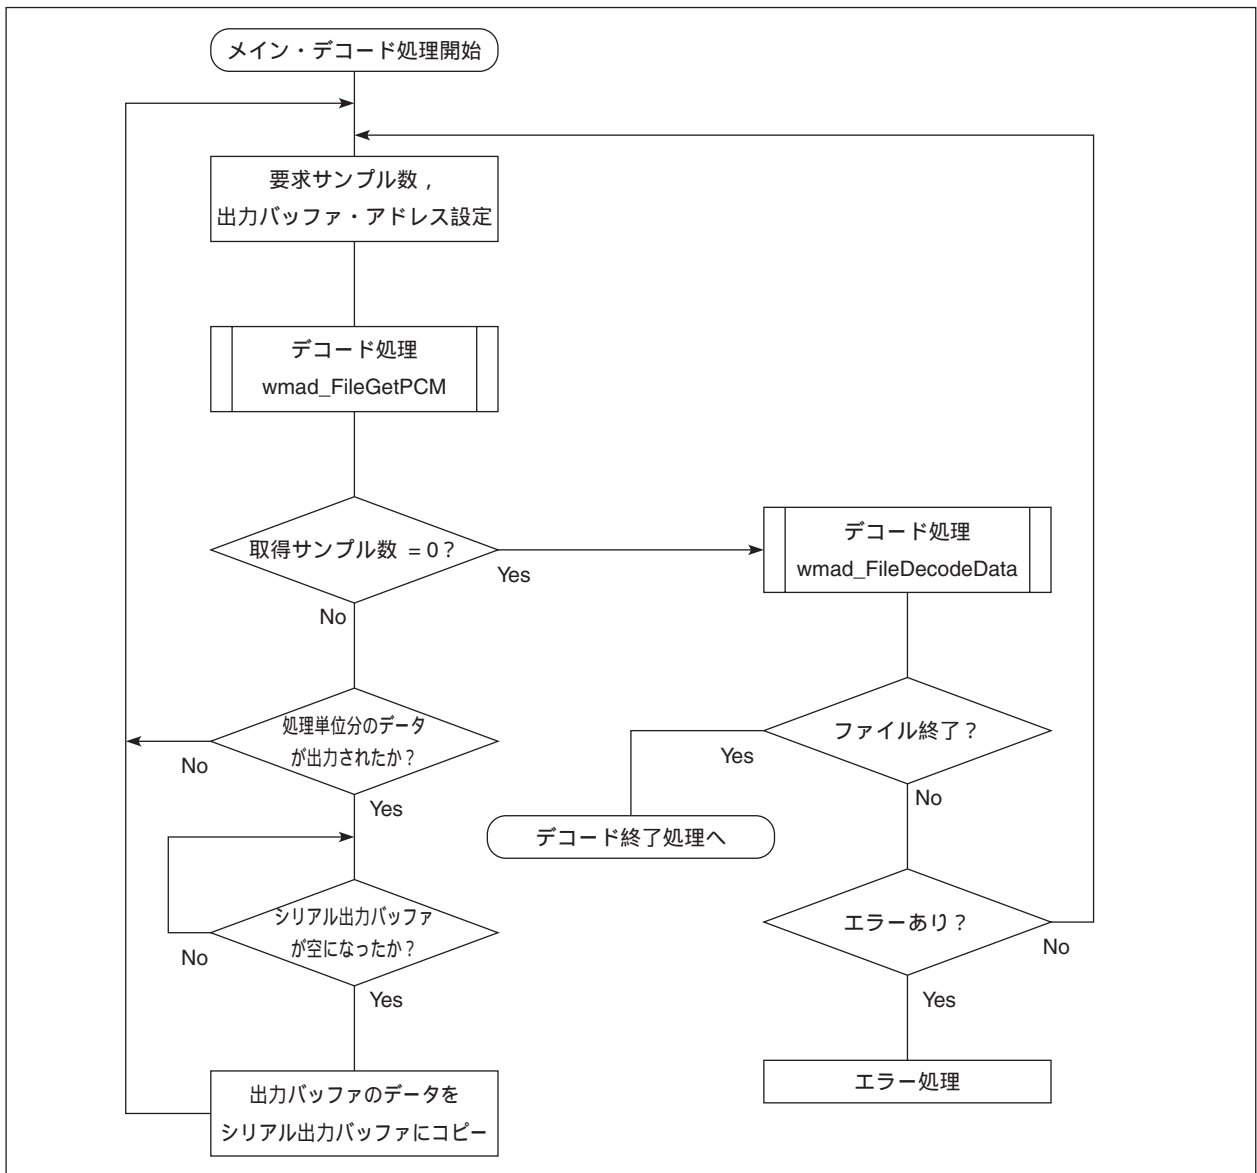 メイン・デコード処理開始
要求サンプル数，
出力バッファ・アドレス設定
デコード処理
wmad_FileGetPCM
取得サンプル数 =0？
Yes
No
デコード処理
wmad_FileDecodeData
処理単位分のデータ
が出力されたか？
No
Yes
ファイル終了？
Yes
No
デコード終了処理へ
シリアル出力バッファ
が空になったか？
No
Yes
エラーあり？
No
Yes
エラー処理
出力バッファのデータを
シリアル出力バッファにコピー